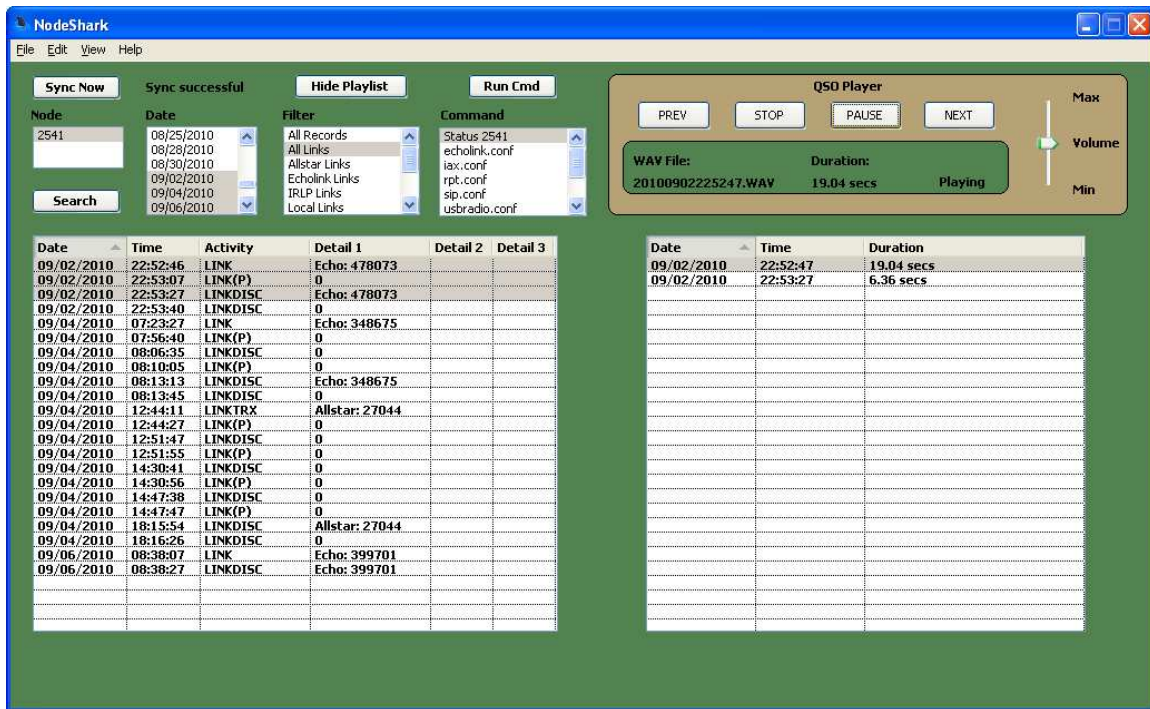 NodeShark
File Edit View Help
Sync Now Sync successful Hide Playlist Run Cmd
Node Date Filter Command
2541
08/25/2010
08/28/2010
08/30/2010
09/02/2010
09/04/2010
09/06/2010
All Records
All Links
Allstar Links
Echolink Links
IRLP Links
Local Links
Status 2541
echolink.conf
iax.conf
rpt.conf
sip.conf
usbradio.conf
Search
QSO Player
PREV STOP PAUSE NEXT
WAV File: Duration:
20100902225247.WAV 19.04 secs Playing
Max
Volume
Min
Date Time Activity Detail 1 Detail 2 Detail 3
09/02/2010 22:52:46 LINK Echo: 478073
09/02/2010 22:53:07 LINK(P) 0
09/02/2010 22:53:27 LINKDISC Echo: 478073
09/02/2010 22:53:40 LINKDISC 0
09/04/2010 07:23:27 LINK Echo: 348675
09/04/2010 07:56:40 LINK(P) 0
09/04/2010 08:06:35 LINKDISC 0
09/04/2010 08:10:05 LINK(P) 0
09/04/2010 08:13:13 LINKDISC Echo: 348675
09/04/2010 08:13:45 LINKDISC 0
09/04/2010 12:44:11 LINKTRX Allstar: 27044
09/04/2010 12:44:27 LINK(P) 0
09/04/2010 12:51:47 LINKDISC 0
09/04/2010 12:51:55 LINK(P) 0
09/04/2010 14:30:41 LINKDISC 0
09/04/2010 14:30:56 LINK(P) 0
09/04/2010 14:47:38 LINKDISC 0
09/04/2010 14:47:47 LINK(P) 0
09/04/2010 18:15:54 LINKDISC Allstar: 27044
09/04/2010 18:16:26 LINKDISC 0
09/06/2010 08:38:07 LINK Echo: 399701
09/06/2010 08:38:27 LINKDISC Echo: 399701
Date Time Duration
09/02/2010 22:52:47 19.04 secs
09/02/2010 22:53:27 6.36 secs